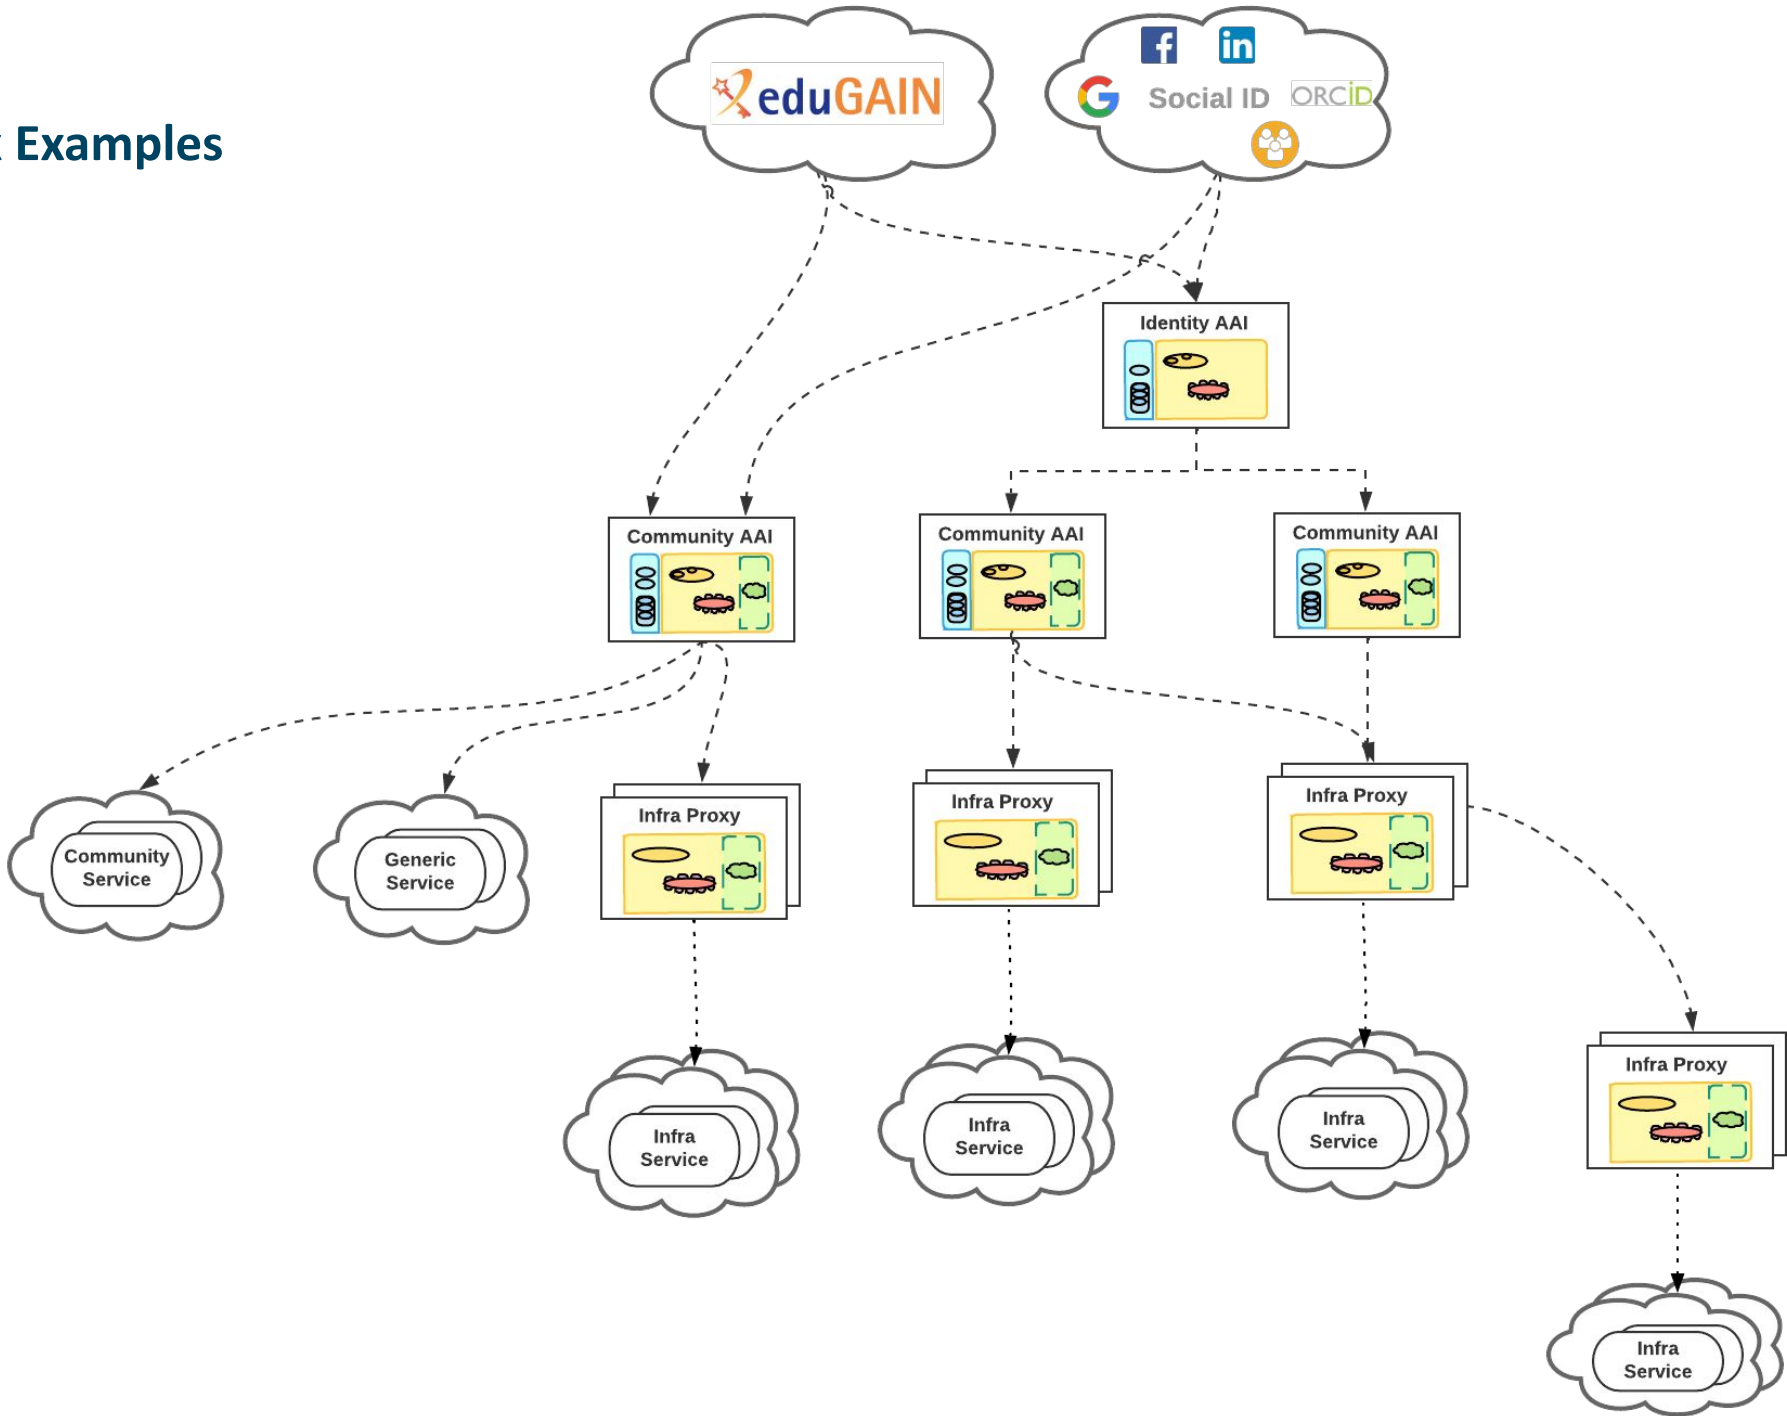 Examples
eduGAIN
Social ID
ORCiD
Identity AAI
Community AAI
Community AAI
Community AAI
Community
Service
Generic
Service
Infra Proxy
Infra Proxy
Infra Proxy
Infra
Service
Infra
Service
Infra
Service
Infra Proxy
Infra
Service